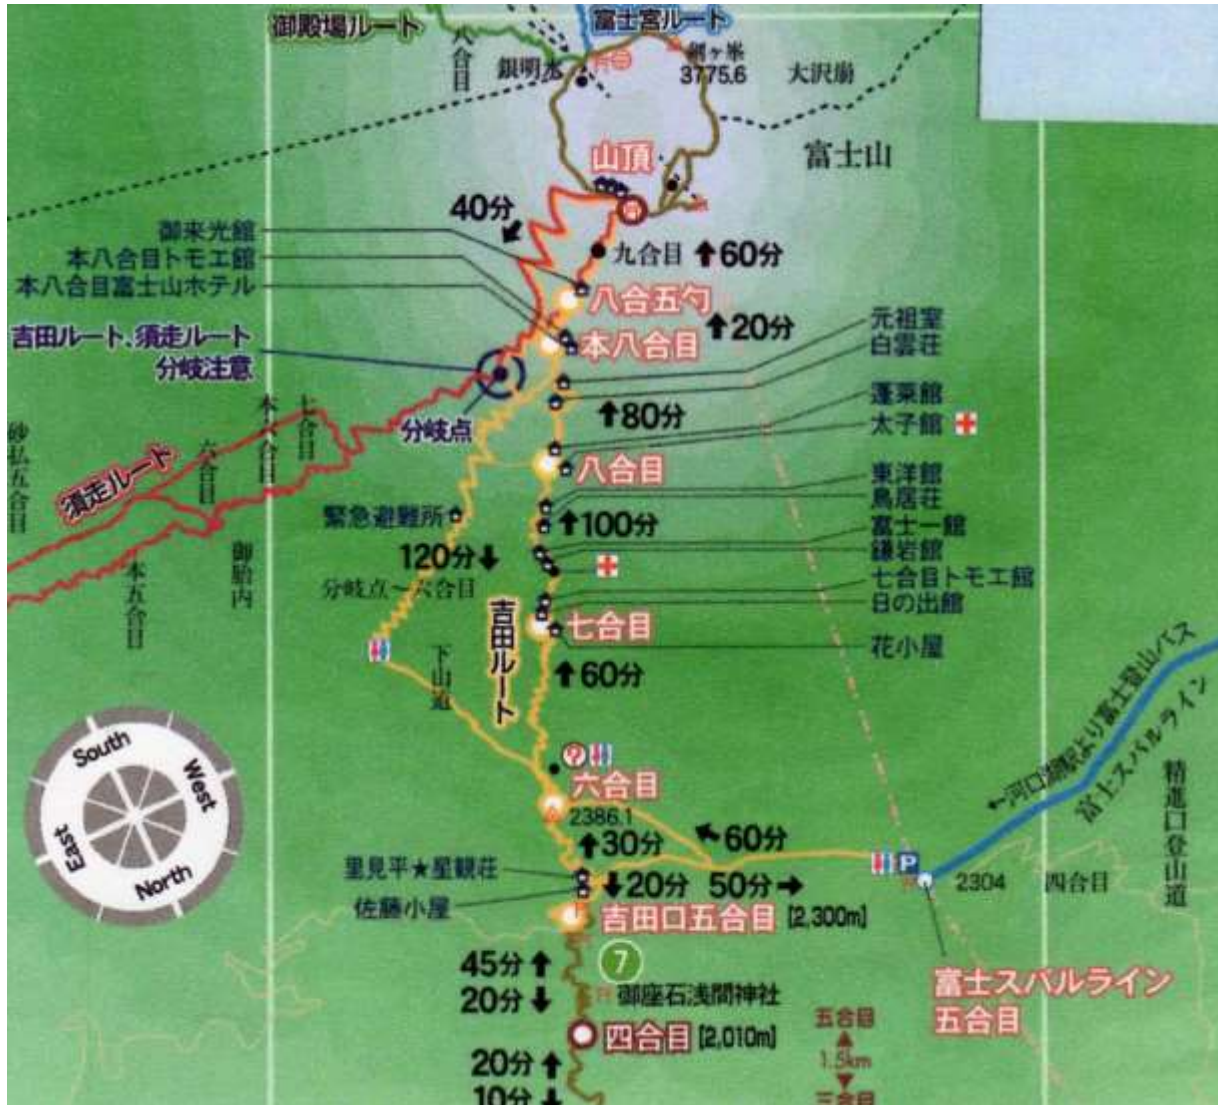 御殿場ルート
富士宮ルート
八合目
銀明水
剣ヶ峯
3775.6
大沢崩
富士山
山頂
40分
御来光館
本八合目トモエ館
本八合目富士山ホテル
九合目
↑60分
八合五勺
↑20分
本八合目
吉田ルート、須走ルート
分岐注意
元祖室
白雲荘
↑80分
蓬莱館
太子館
分岐点
七合目
本六合目
六合目
砂払五合目
須走ルート
八合目
東洋館
鳥居荘
↑100分
富士一館
鎌岩館
緊急避難所
120分↓
分岐点～六合目
御胎内
本五合目
七合目トモエ館
日の出館
七合目
花小屋
↑60分
吉田ルート
下山道
South
West
East
North
?
六合目
2386.1
←河口湖駅より富士登山バス
富士スバルライン
精進口登山道
↑30分
60分
里見平★星観荘
↓20分
50分→
P
2304
四合目
佐藤小屋
吉田口五合目 [2,300m]
45分↑
7
20分↓
御座石浅間神社
富士スバルライン
五合目
四合目 [2,010m]
五合目
1.5km
三合目
20分↑
10分↓